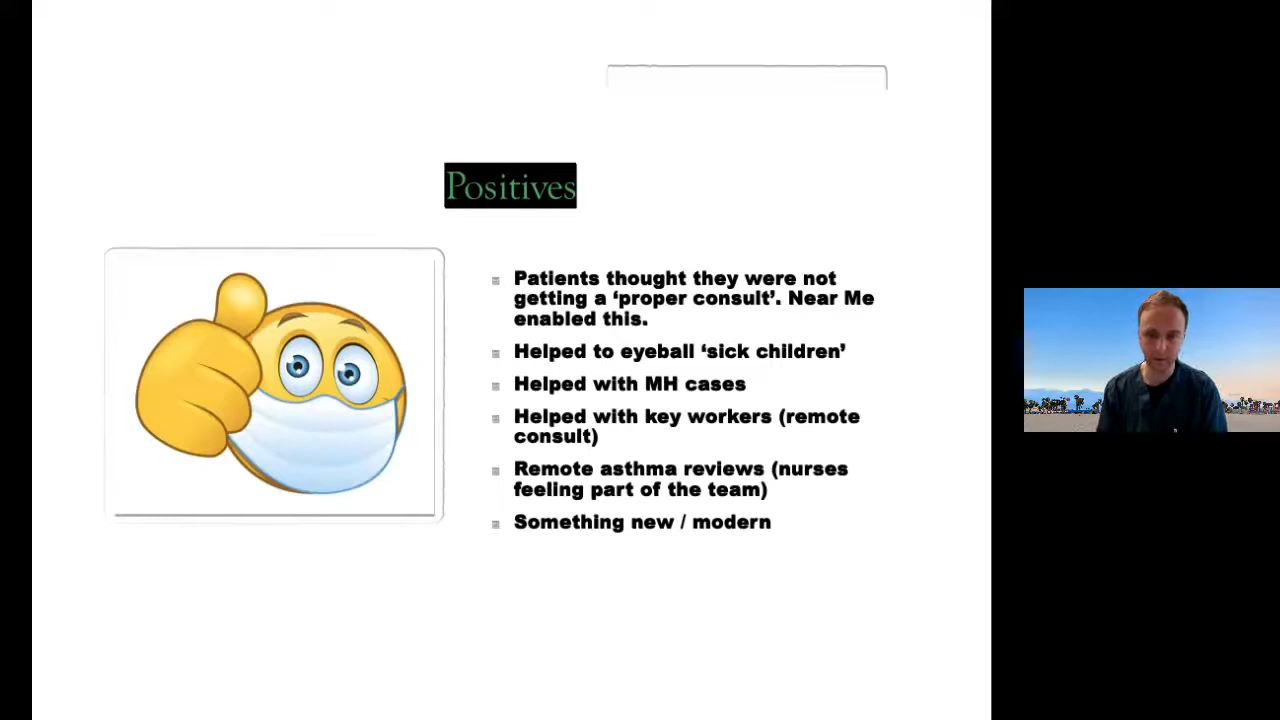 Positives
Patients thought they were not
getting a ‘proper consult’. Near Me
enabled this.
Helped to eyeball ‘sick children’
Helped with MH cases
Helped with key workers (remote
consult)
Remote asthma reviews (nurses
feeling part of the team)
Something new / modern